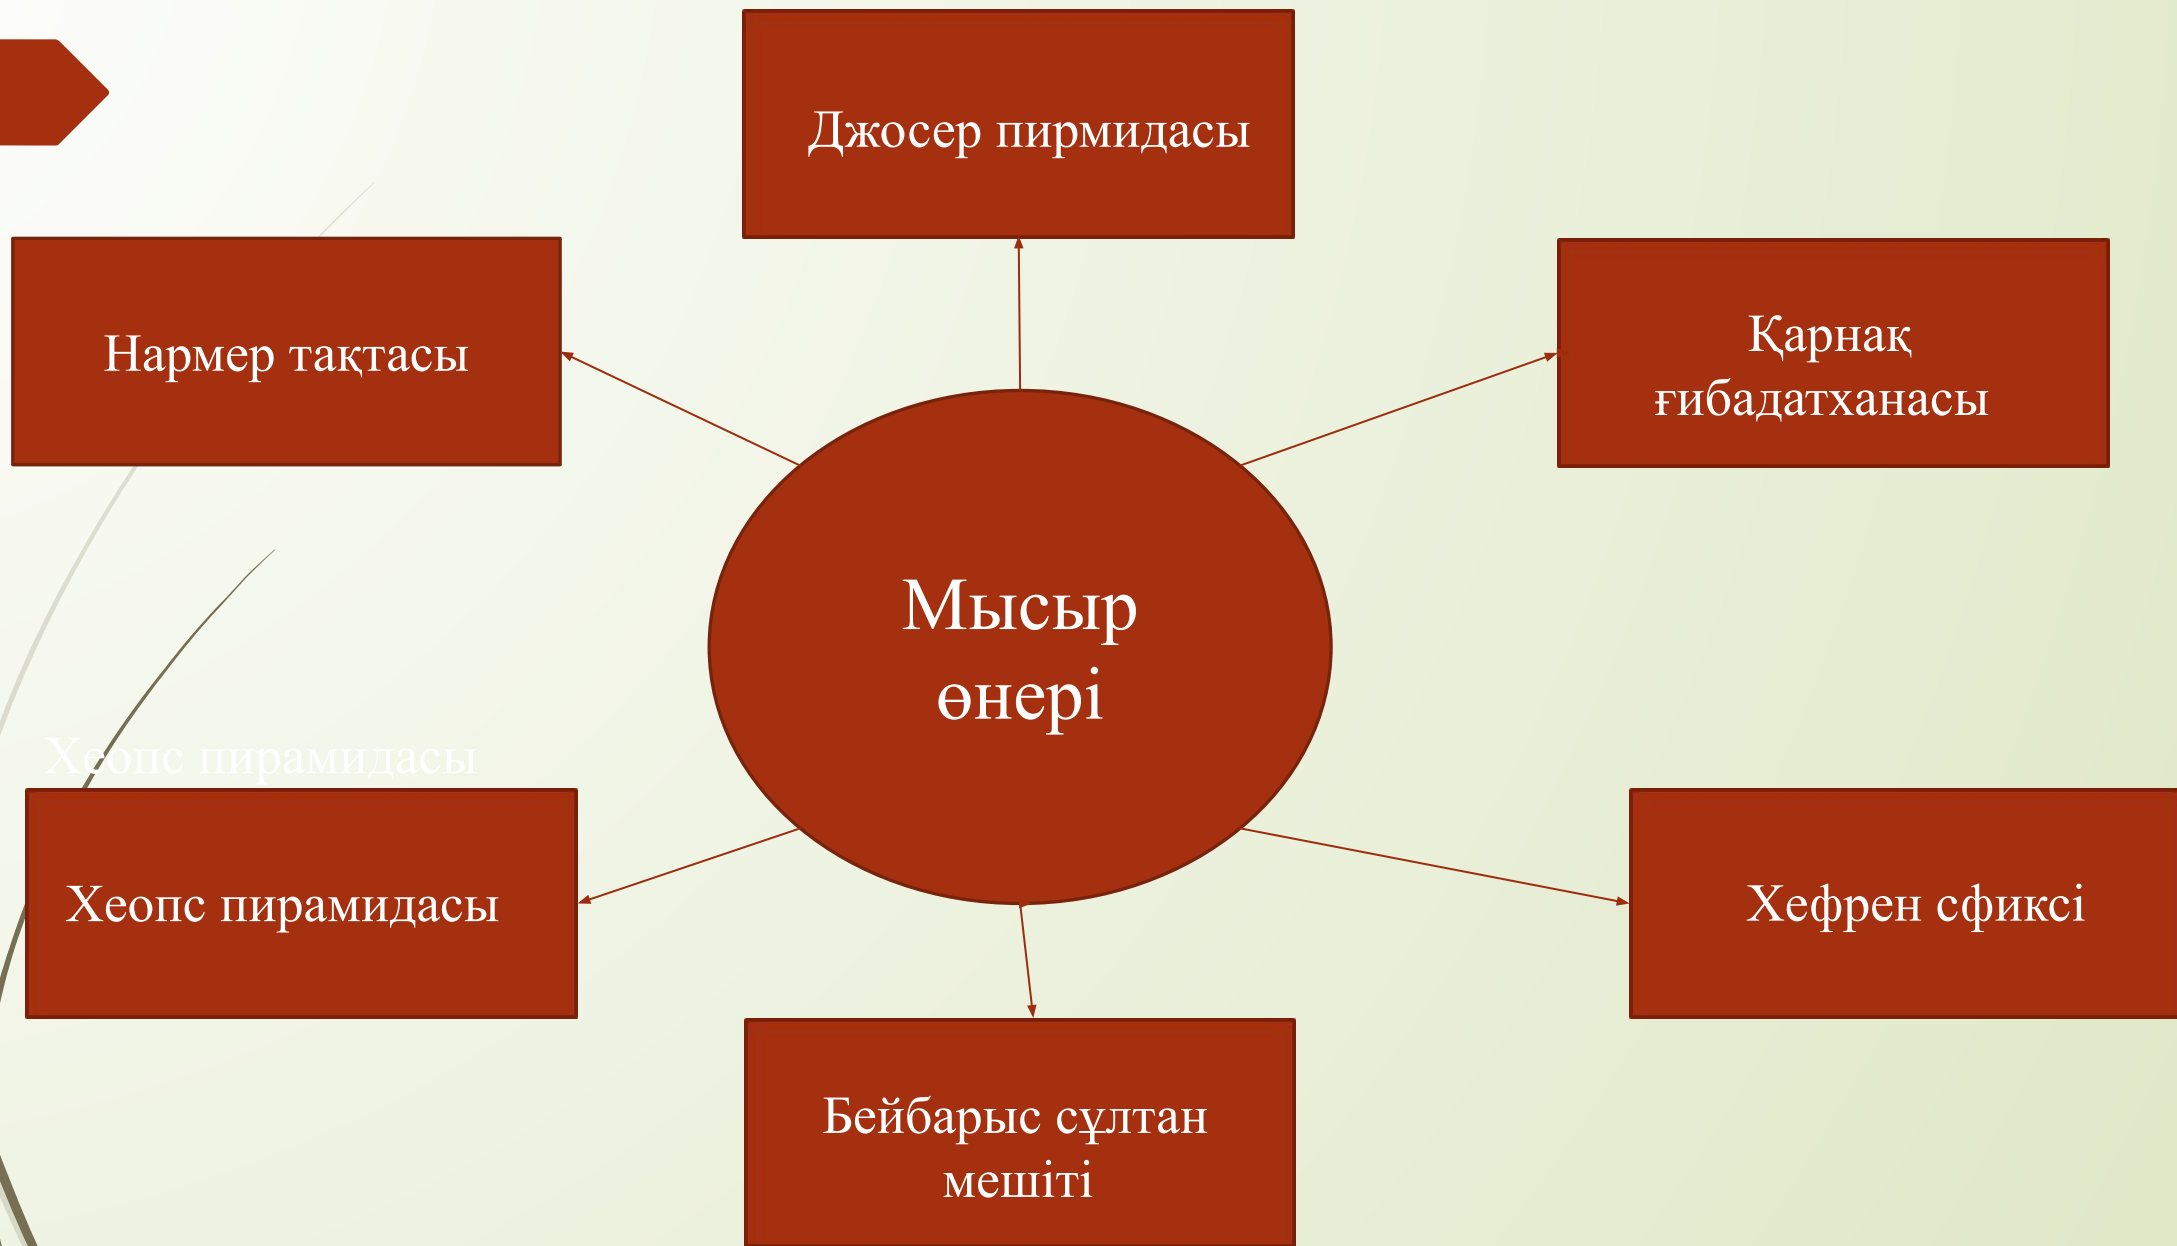 Джосер пирмидасы
Нармер тақтасы
Қарнақ
ғибадатханасы
Мысыр
өнері
Хеопс пирамидасы
Хеопс пирамидасы
Хефрен сфиксі
Бейбарыс сұлтан
мешіті